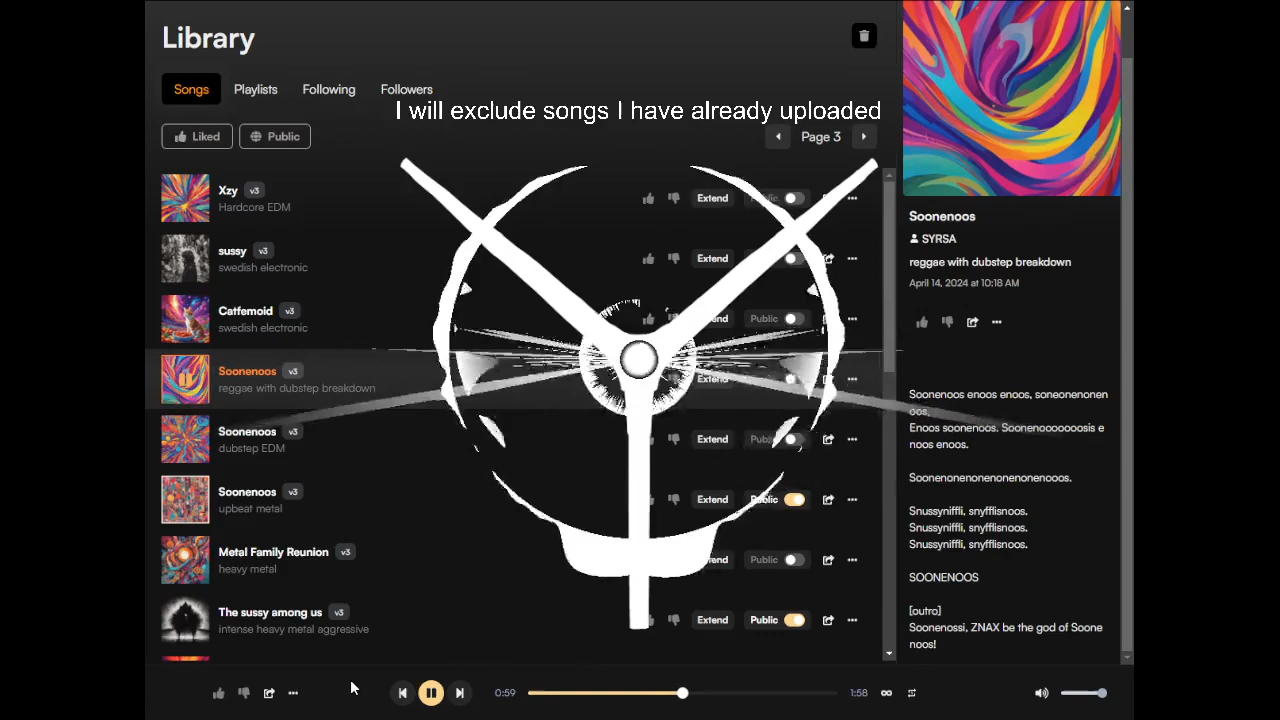 Library
Songs
Playlists
Following
Followers
I will exclude songs I have already uploaded
Liked
Public
Page 3
Xzy v3
Hardcore EDM
Extend
sussy v3
swedish electronic
Extend
Catfemoid v3
swedish electronic
Public
Soonenoos v3
reggae with dubstep breakdown
Extend
Soonenoos v3
dubstep EDM
Extend
Soonenoos v3
upbeat metal
Extend Public
Metal Family Reunion v3
heavy metal
Public
The sussy among us v3
intense heavy metal aggressive
Extend Public
Soonenoos
SYRSA
reggae with dubstep breakdown
April 14, 2024 at 10:18 AM
Soonenoos enoos enoos, soneonenonen
oos,
Enoos soonenoos. Soonenooooooosis e
noos enoos.
Soonenonenonenonenonenooos.
Snussyniffli, snyfflisnoos.
Snussyniffli, snyfflisnoos.
Snussyniffli, snyfflisnoos.
SOONENOOS
[outro]
Soonenossi, ZNAX be the god of Soone
noos!
0:59
1:58